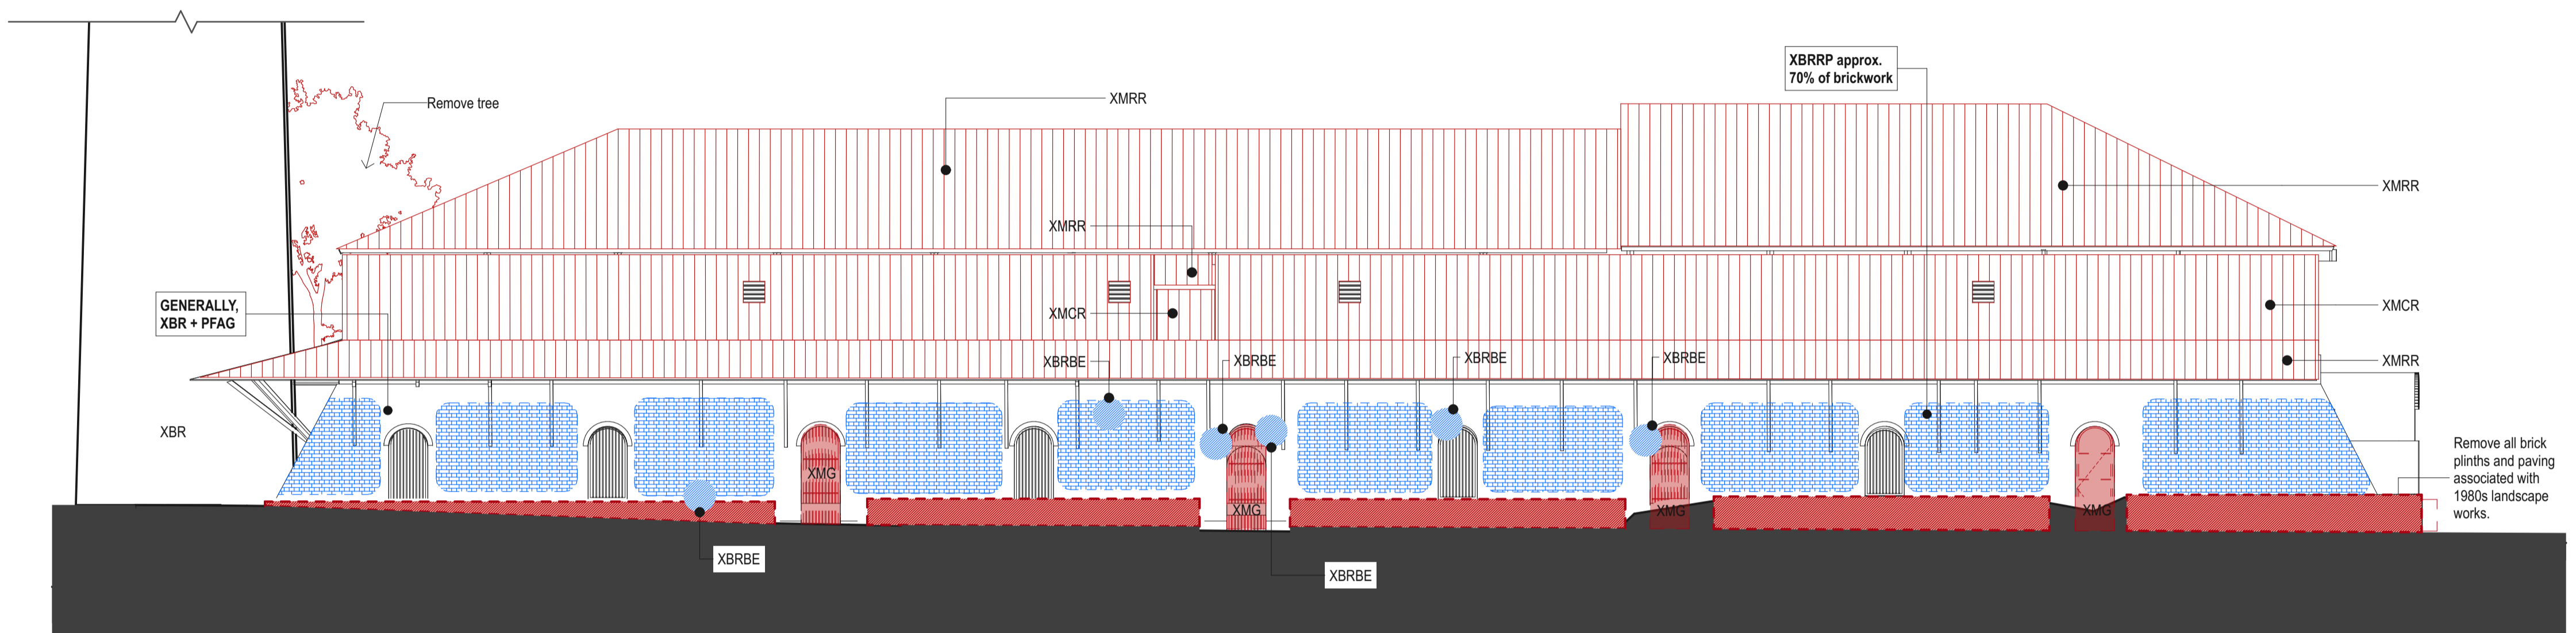 XBRRP approx.
70% of brickwork
Remove tree
XMRR
XMRR
XMRR
GENERALLY,
XBR + PFAG
XMCR
XMCR
XBRBE
XBRBE
XBRBE
XBRBE
XMRR
XBR
XMG
XMG
XMG
XMG
Remove all brick
plinths and paving
associated with
1980s landscape
works.
XBRBE
XBRBE